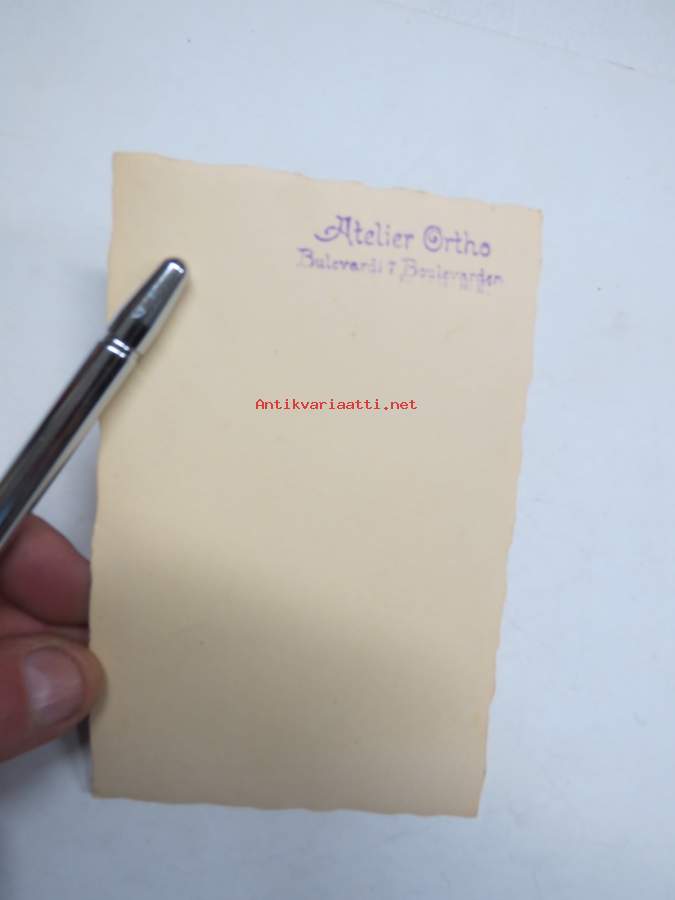 Atelier Ortho
Bulevardi 7 Boulevarden
Antikvariaatti.net